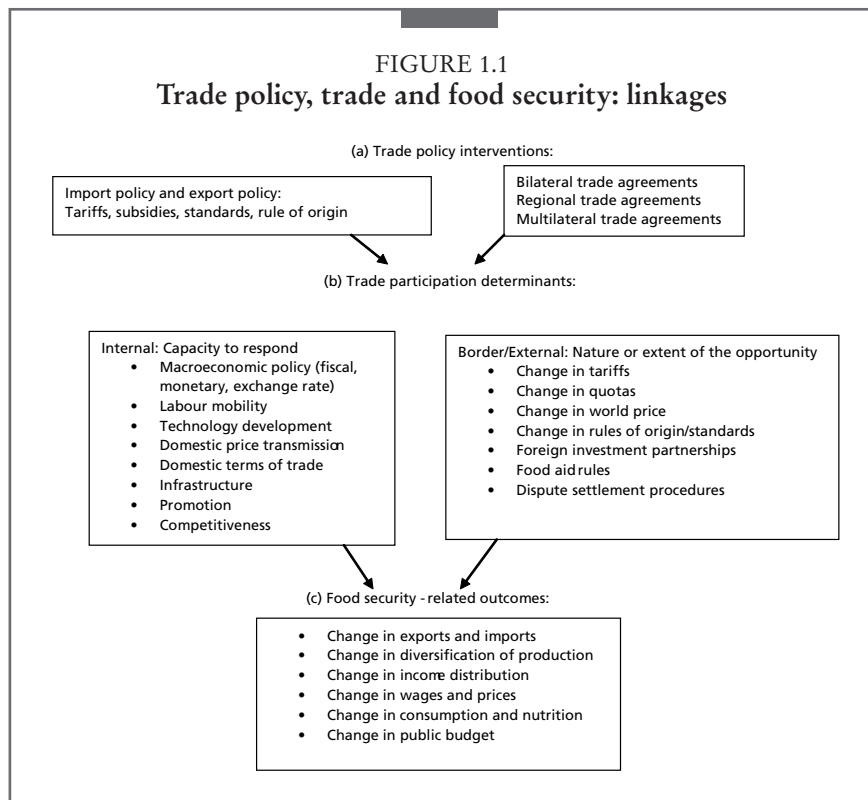 FIGURE 1.1
Trade policy, trade and food security: linkages
(a) Trade policy interventions:
Import policy and export policy:
Tariffs, subsidies, standards, rule of origin
Bilateral trade agreements
Regional trade agreements
Multilateral trade agreements
(b) Trade participation determinants:
Internal: Capacity to respond
• Macroeconomic policy (fiscal,
monetary, exchange rate)
• Labour mobility
• Technology development
• Domestic price transmission
• Domestic terms of trade
• Infrastructure
• Promotion
• Competitiveness
Border/External: Nature or extent of the opportunity
• Change in tariffs
• Change in quotas
• Change in world price
• Change in rules of origin/standards
• Foreign investment partnerships
• Food aid rules
• Dispute settlement procedures
(c) Food security - related outcomes:
• Change in exports and imports
• Change in diversification of production
• Change in income distribution
• Change in wages and prices
• Change in consumption and nutrition
• Change in public budget